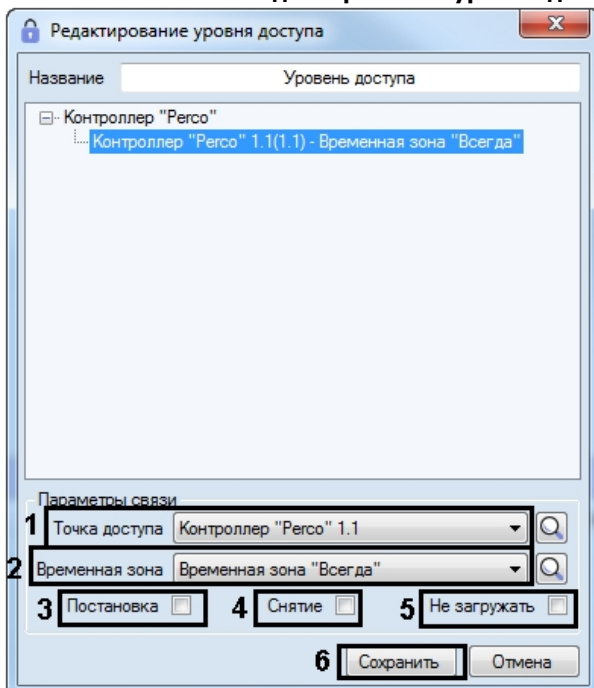 Редактирование уровня доступа
Название Уровень доступа
Контроллер "Perco"
Контроллер "Perco" 1.1(1.1) - Временная зона "Всегда"
Параметры связи
1 Точка доступа Контроллер "Perco" 1.1
2 Временная зона Временная зона "Всегда"
3 Постановка 4 Снятие 5 Не загружать
6 Сохранить Отмена